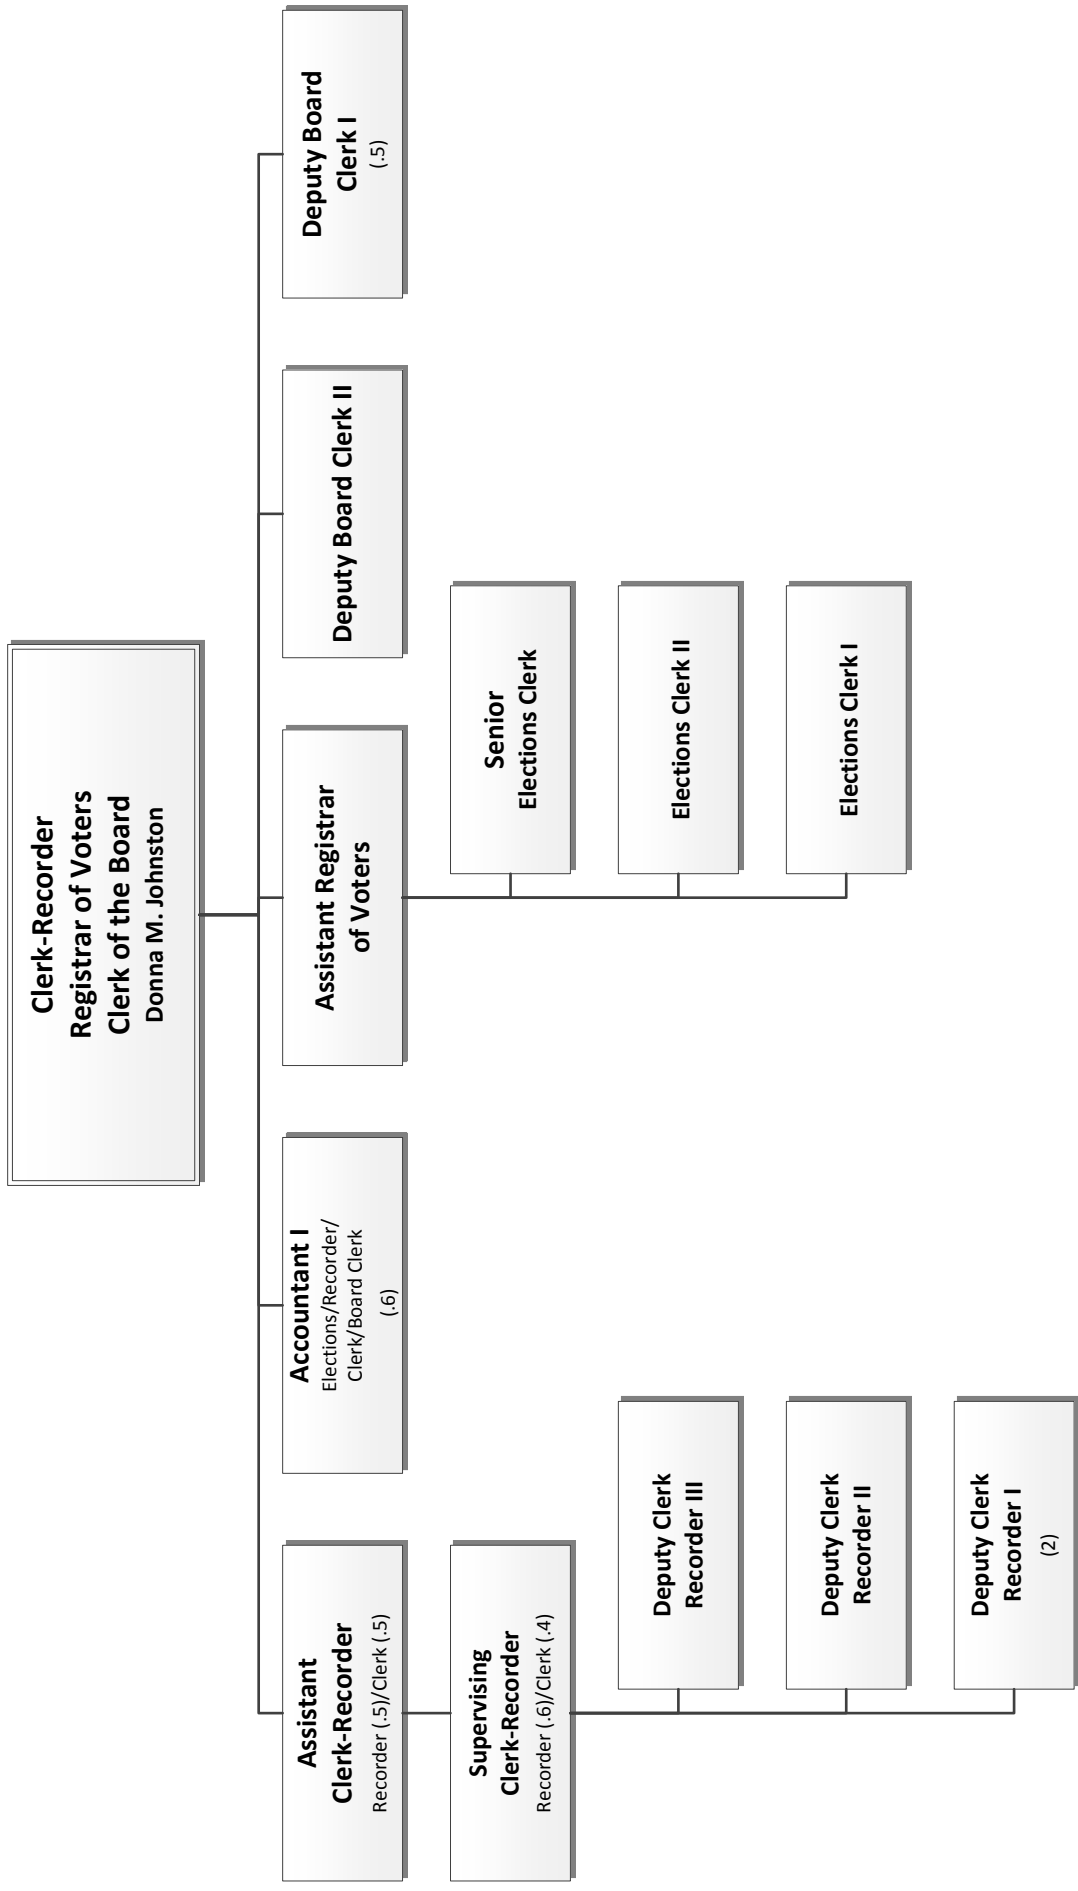 Clerk-Recorder
Registrar of Voters
Clerk of the Board
Donna M. Johnston
Assistant
Clerk-Recorder
Recorder (.5)/Clerk (.5)
Accountant I
Elections/Recorder/
Clerk/Board Clerk
(.6)
Assistant Registrar
of Voters
Deputy Board Clerk II
Deputy Board
Clerk I
(.5)
Supervising
Clerk-Recorder
Recorder (.6)/Clerk (.4)
Senior
Elections Clerk
Deputy Clerk
Recorder III
Elections Clerk II
Deputy Clerk
Recorder II
Elections Clerk I
Deputy Clerk
Recorder I
(2)